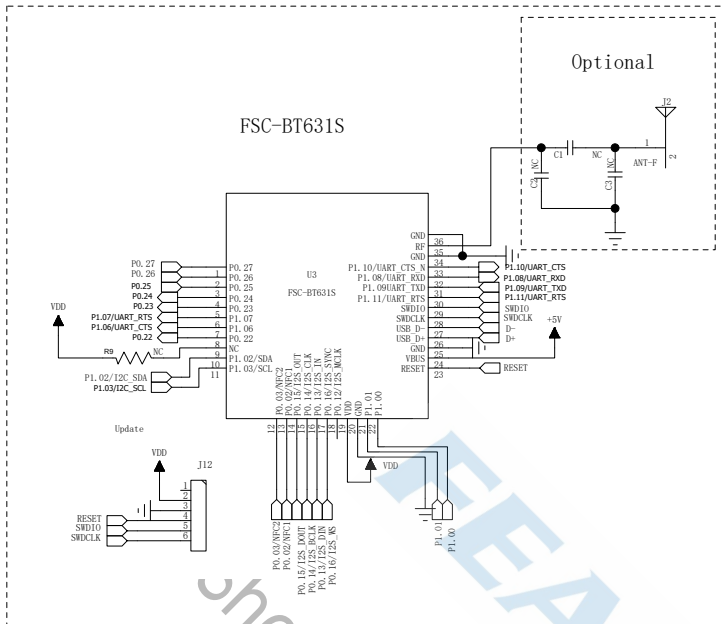 Optional
J2
FSC-BT631S
C1
NC
1
ANT-F
2
C2
NC
C3
NC
U3
FSC-BT631S
P0.27
P0.26
P0.25
P0.24
P0.23
P1.07/UART_RTS
P1.06/UART_CTS
P0.22
VDD
R9
NC
P1.02/I2C_SDA
P1.03/I2C_SCL
1
2
3
4
5
6
7
8
9
10
11
P0.27
P0.26
P0.25
P0.24
P0.23
P1.07
P1.06
P0.22
NC
P1.02/SDA
P1.03/SCL
GND
RF
GND
P1.10/UART_CTS_N
P1.08/UART_RXD
P1.09UART_TXD
P1.11/UART_RTS
SWDIO
SWDCLK
USB D-
USB D+
GND
VBUS
RESET
36
35
34
33
32
31
30
29
28
27
26
25
24
23
P1.10/UART_CTS
P1.08/UART_RXD
P1.09/UART_TXD
P1.11/UART_RTS
SWDIO
SWDCLK
D-
D+
+5V
RESET
P0.03/NFC2
P0.02/NFC1
P0.15/I2S_OUT
P0.14/I2S_CLK
P0.13/I2S_IN
P0.16/I2S_SYNC
P0.12/I2S_MCLK
VDD
GND
P1.01
P1.00
12
13
14
15
16
17
18
19
20
21
22
VDD
P0.03/NFC2
P0.02/NFC1
P0.15/I2S_DOUT
P0.14/I2S_BCLK
P0.13/I2S_DIN
P0.16/I2S_WS
P1.01
P1.00
Update
VDD
J12
1
2
3
4
5
6
RESET
SWDIO
SWDCLK
FEA
She